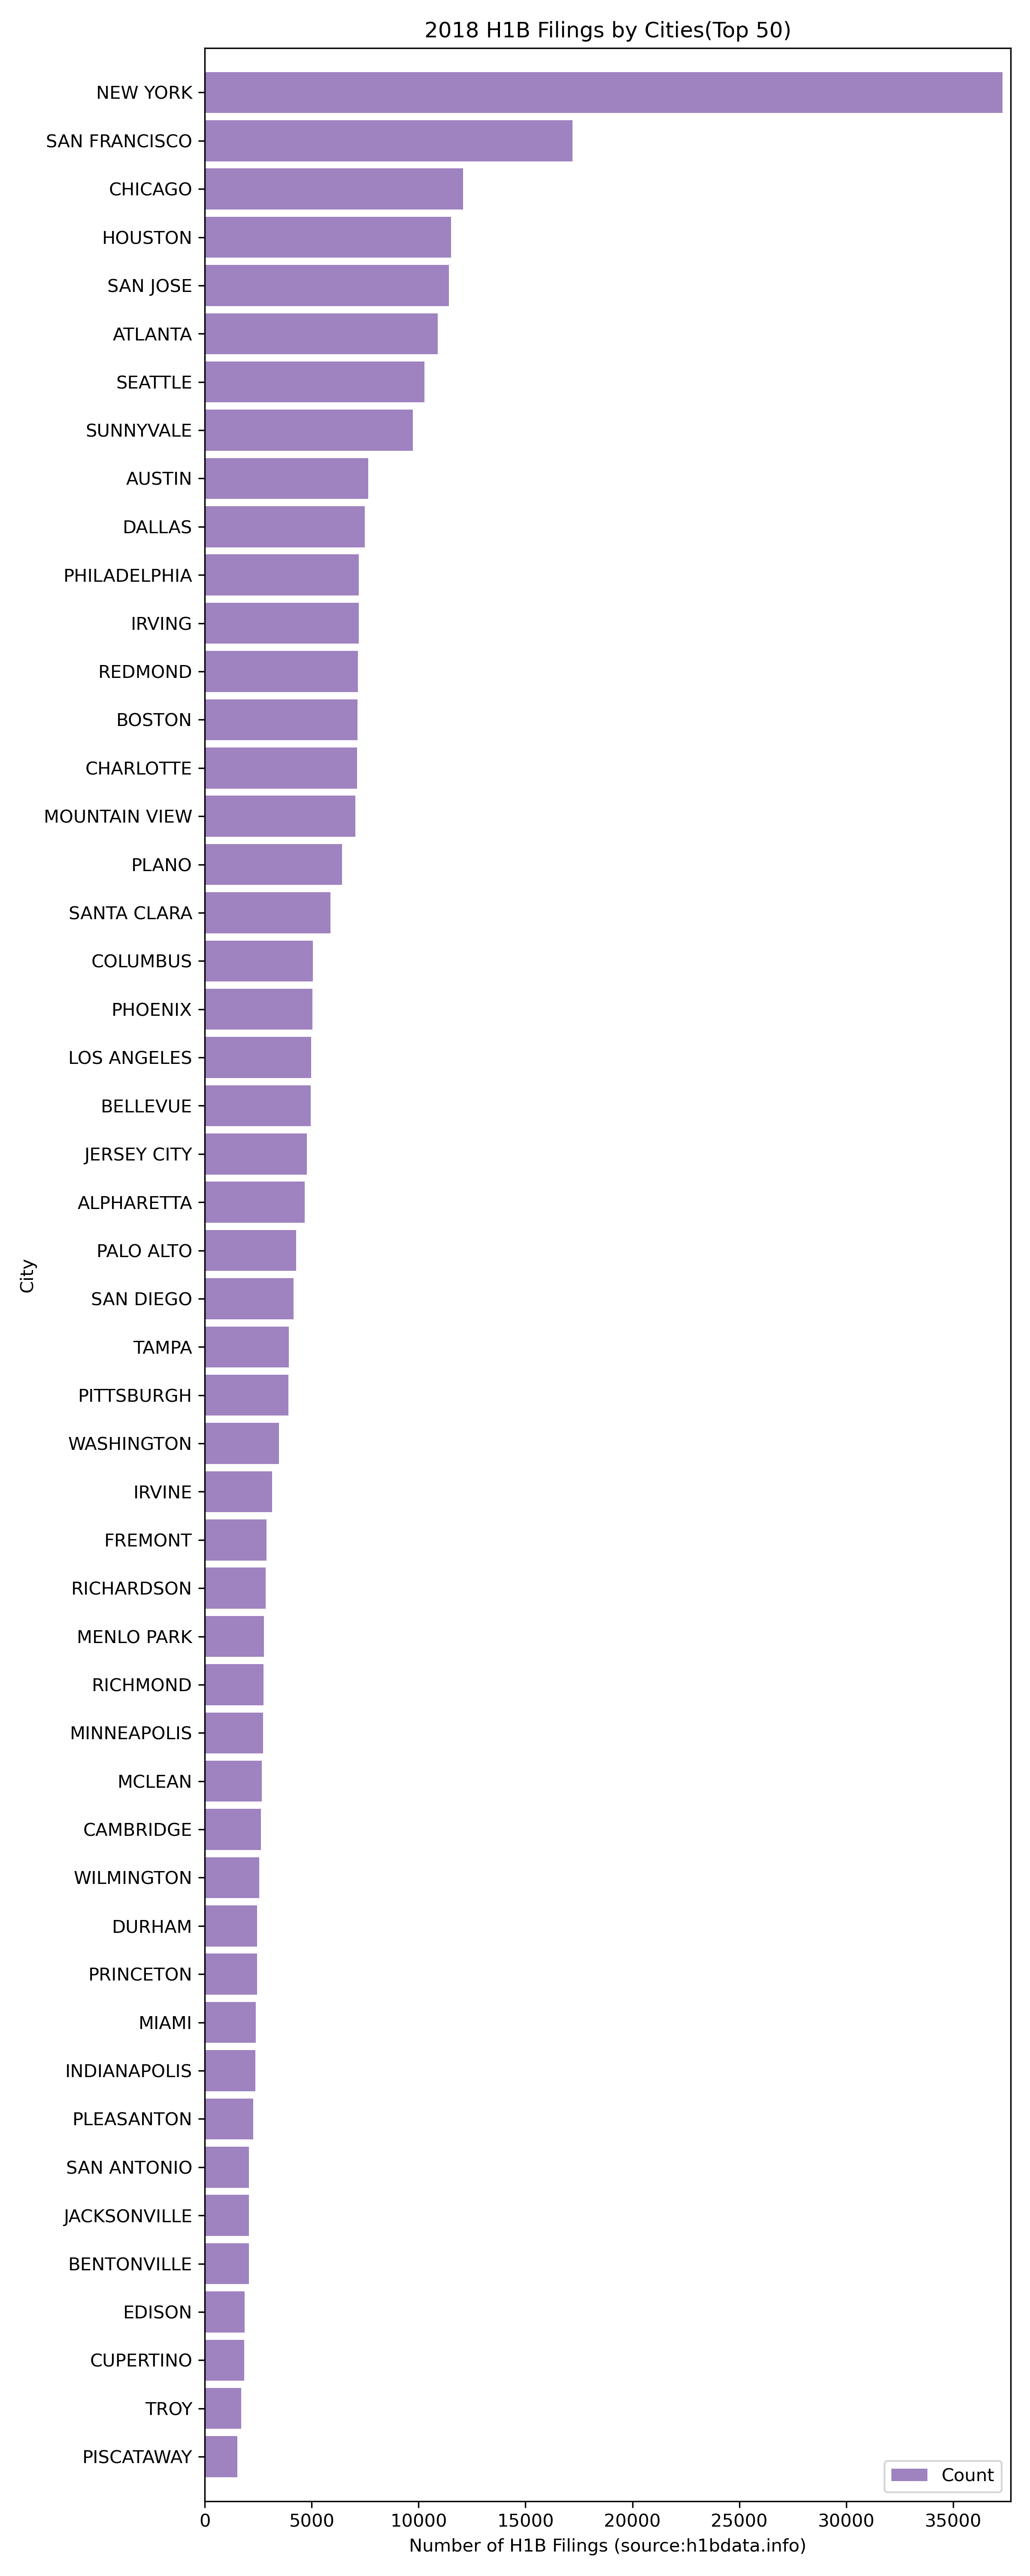 2018 H1B Filings by Cities(Top 50)
NEW YORK
SAN FRANCISCO
CHICAGO
HOUSTON
SAN JOSE
ATLANTA
SEATTLE
SUNNYVALE
AUSTIN
DALLAS
PHILADELPHIA
IRVING
REDMOND
BOSTON
CHARLOTTE
MOUNTAIN VIEW
PLANO
SANTA CLARA
COLUMBUS
PHOENIX
LOS ANGELES
BELLEVUE
JERSEY CITY
ALPHARETTA
PALO ALTO
SAN DIEGO
TAMPA
PITTSBURGH
WASHINGTON
IRVINE
FREMONT
RICHARDSON
MENLO PARK
RICHMOND
MINNEAPOLIS
MCLEAN
CAMBRIDGE
WILMINGTON
DURHAM
PRINCETON
MIAMI
INDIANAPOLIS
PLEASANTON
SAN ANTONIO
JACKSONVILLE
BENTONVILLE
EDISON
CUPERTINO
TROY
PISCATAWAY
City
Count
0 5000 10000 15000 20000 25000 30000 35000
Number of H1B Filings (source:h1bdata.info)